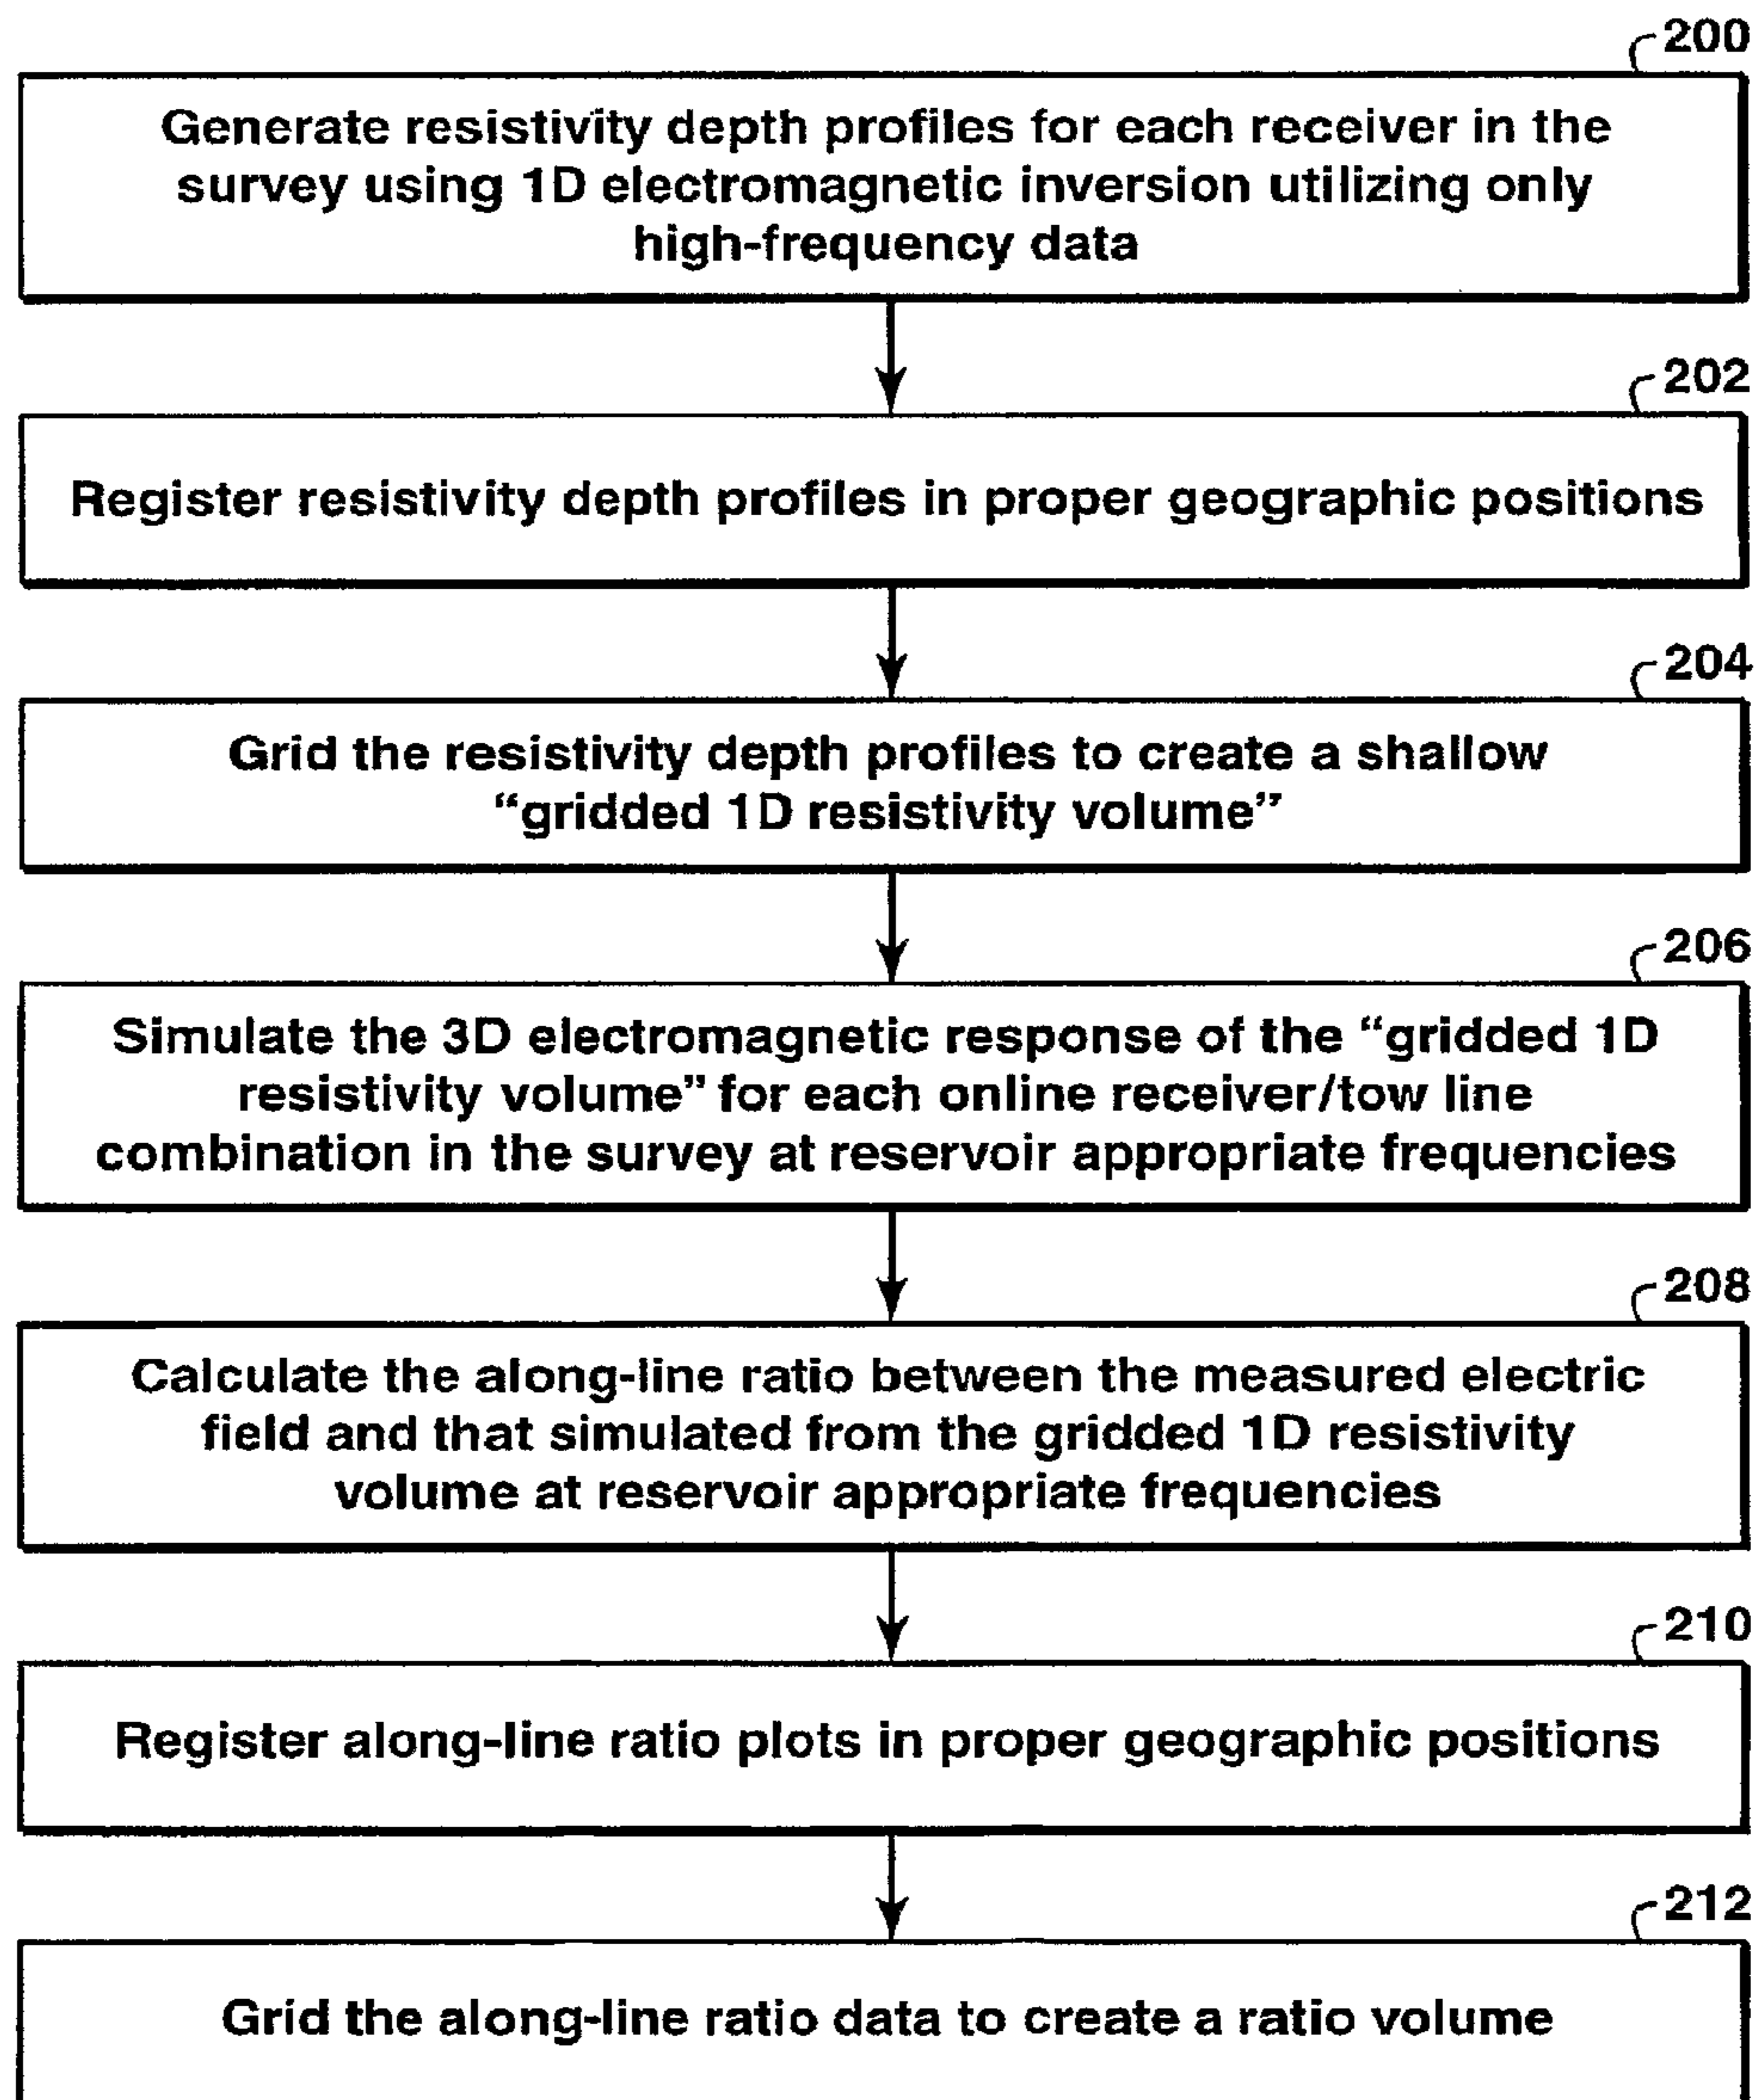 200
Generate resistivity depth profiles for each receiver in the
survey using 1D electromagnetic inversion utilizing only
high-frequency data
202
Register resistivity depth profiles in proper geographic positions
204
Grid the resistivity depth profiles to create a shallow
“gridded 1D resistivity volume”
206
Simulate the 3D electromagnetic response of the “gridded 1D
resistivity volume” for each online receiver/tow line
combination in the survey at reservoir appropriate frequencies
208
Calculate the along-line ratio between the measured electric
field and that simulated from the gridded 1D resistivity
volume at reservoir appropriate frequencies
210
Register along-line ratio plots in proper geographic positions
212
Grid the along-line ratio data to create a ratio volume